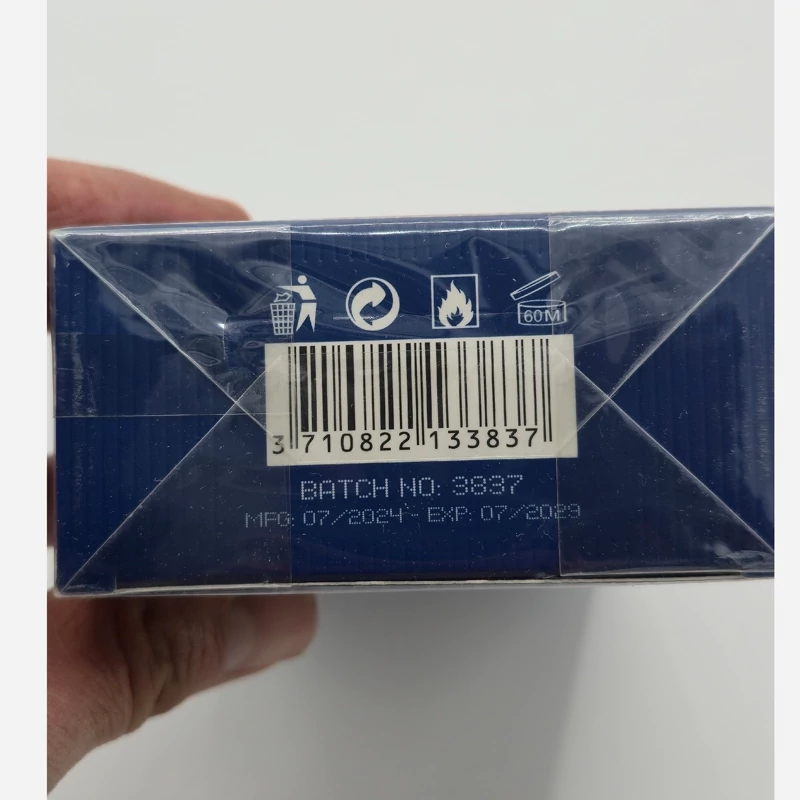 60M
3 710822 133837
BATCH NO: 3837
MFG: 07/2024 - EXP: 07/2029